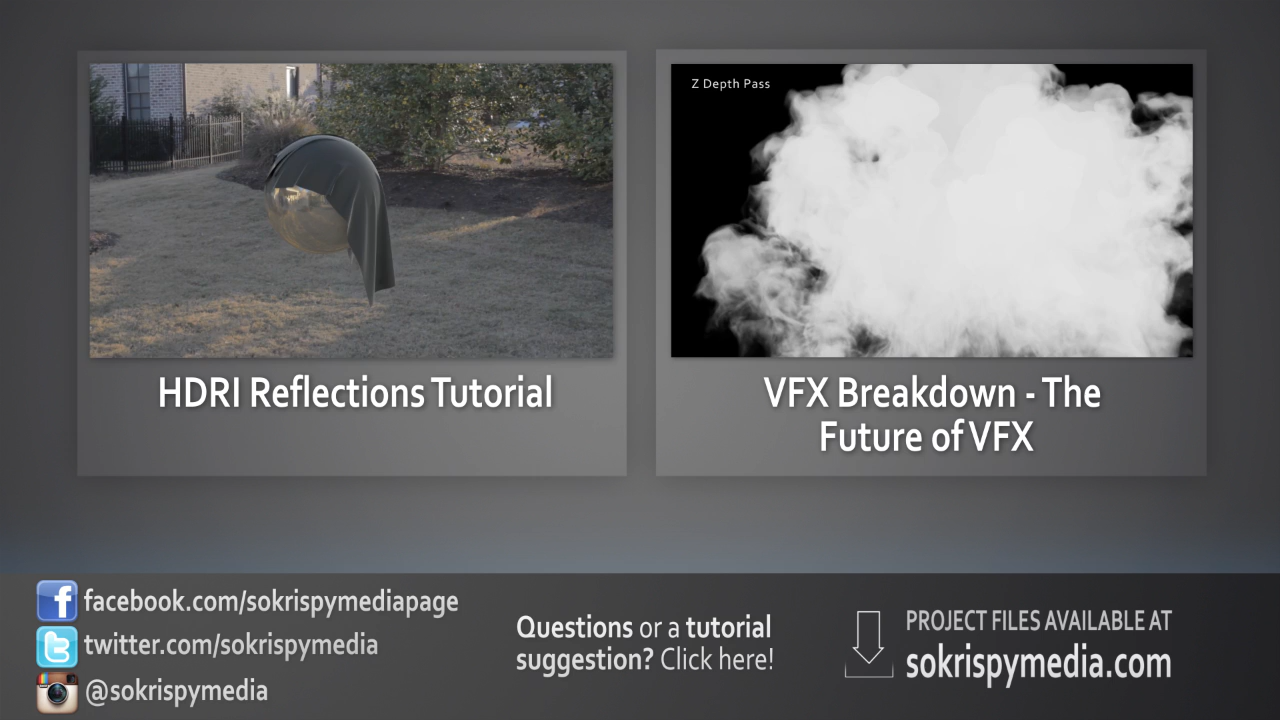 Z Depth Pass
HDRI Reflections Tutorial
VFX Breakdown - The
Future of VFX
facebook.com/sokrispymediapage
twitter.com/sokrispymedia
@sokrispymedia
Questions or a tutorial
suggestion? Click here!
PROJECT FILES AVAILABLE AT
sokrispymedia.com